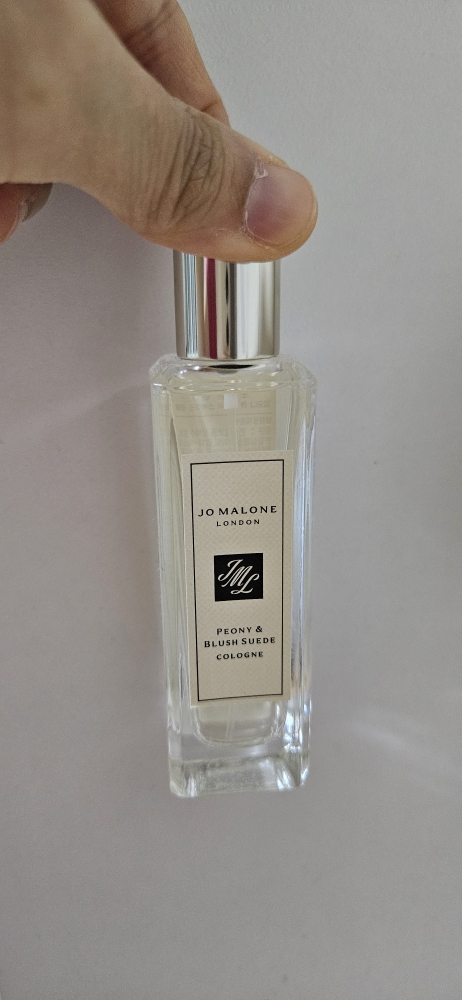 JO MALONE
LONDON
JML
PEONY &
BLUSH SUEDE
COLOGNE